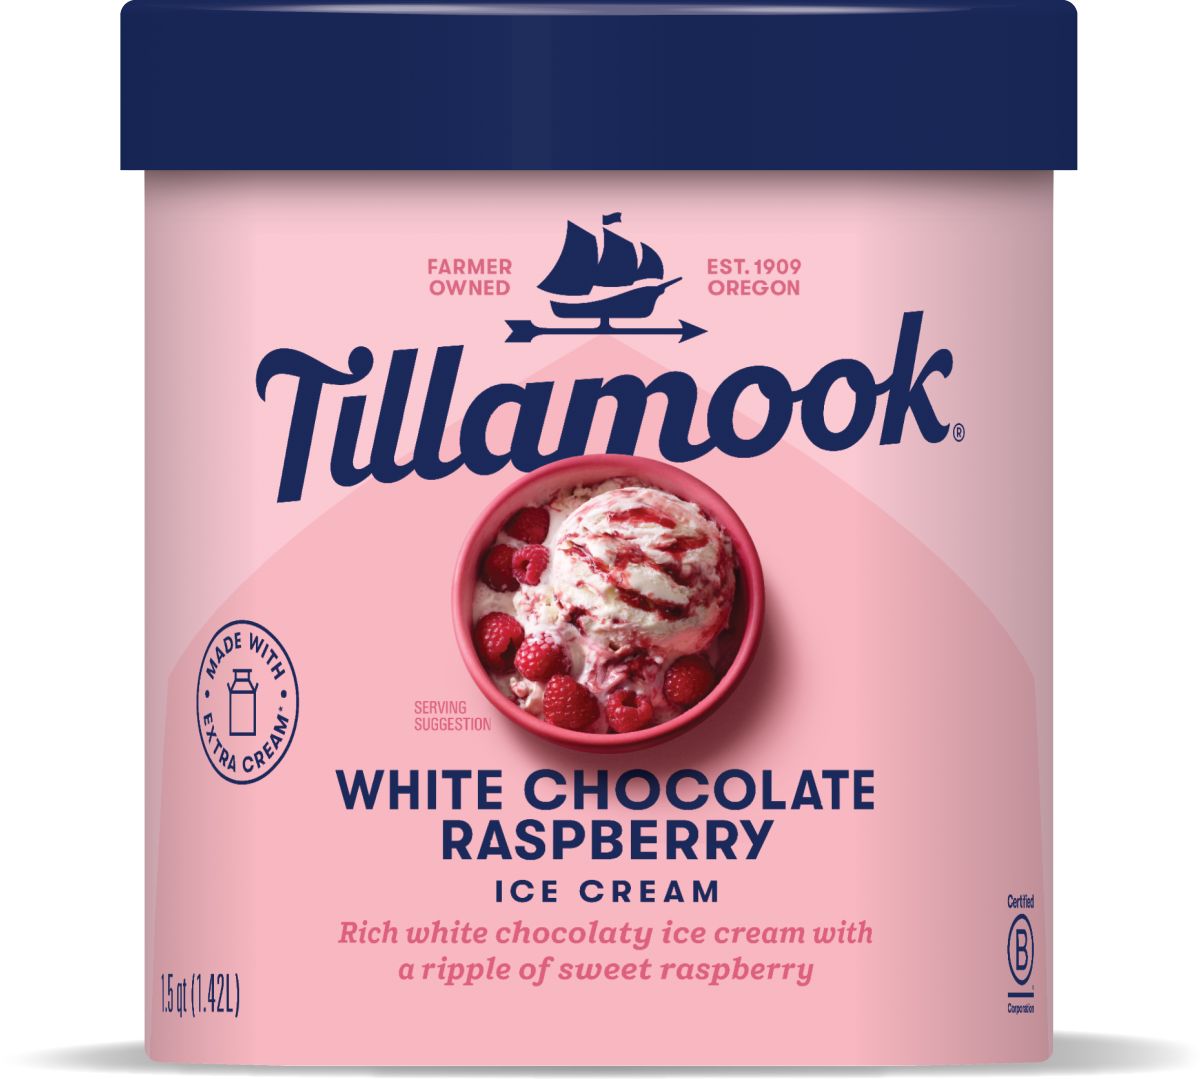 FARMER
OWNED
EST. 1909
OREGON
Tillamook®
MADE WITH
EXTRA CREAM*
SERVING
SUGGESTION
WHITE CHOCOLATE
RASPBERRY
ICE CREAM
Rich white chocolaty ice cream with
a ripple of sweet raspberry
1.5 qt (1.42L)
Certified
B
Corporation